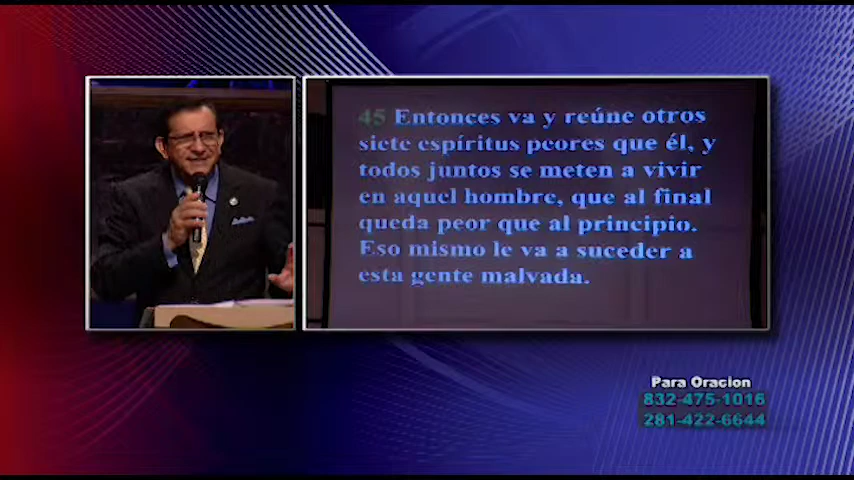 45 Entonces va y reúne otros
siete espíritus peores que él, y
todos juntos se meten a vivir
en aquel hombre, que al final
queda peor que al principio.
Eso mismo le va a suceder a
esta gente malvada.
Para Oracion
832-475-1016
281-422-6644